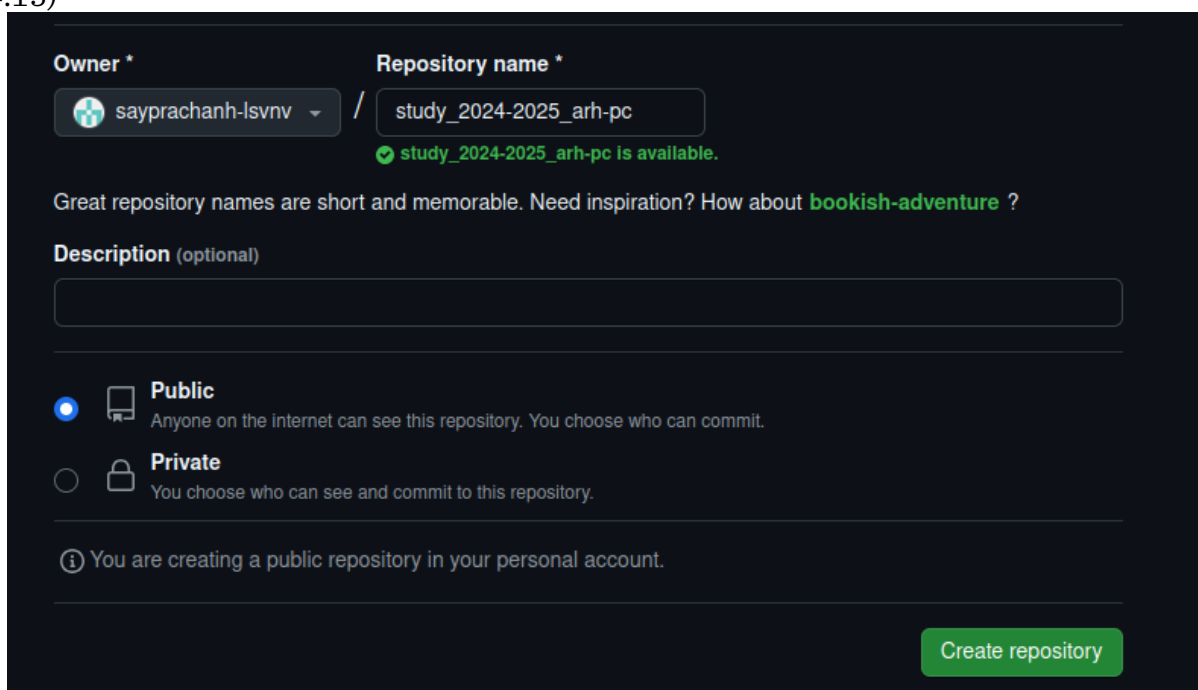 .13)
Owner * Repository name *
sayprachanh-lsvnv / study_2024-2025_arh-pc
study_2024-2025_arh-pc is available.
Great repository names are short and memorable. Need inspiration? How about bookish-adventure ?
Description (optional)
Public
Anyone on the internet can see this repository. You choose who can commit.
Private
You choose who can see and commit to this repository.
You are creating a public repository in your personal account.
Create repository